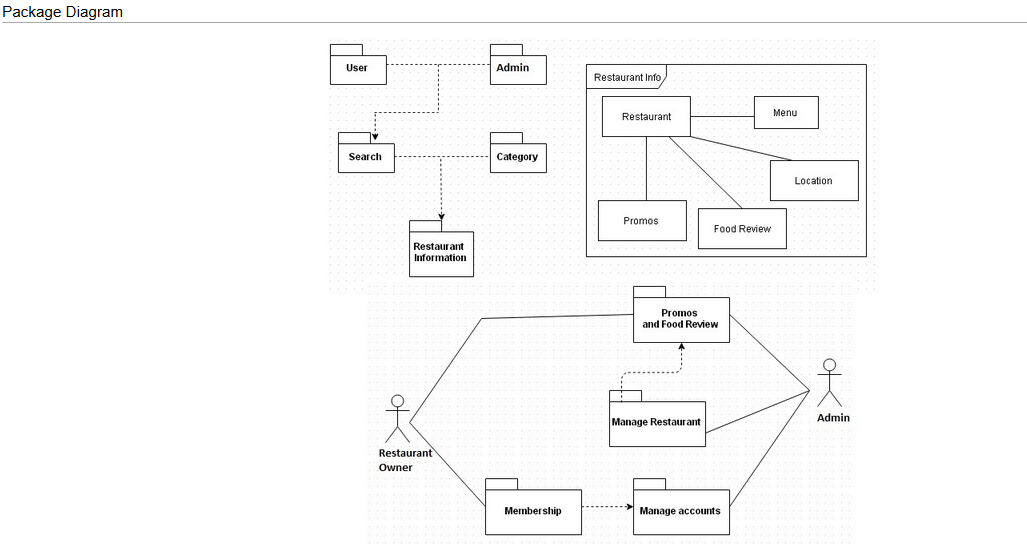 Package Diagram
User
Admin
Restaurant Info
Restaurant
Menu
Search
Category
Location
Promos
Food Review
Restaurant
Information
Promos
and Food Review
Manage Restaurant
Admin
Restaurant
Owner
Membership
Manage accounts